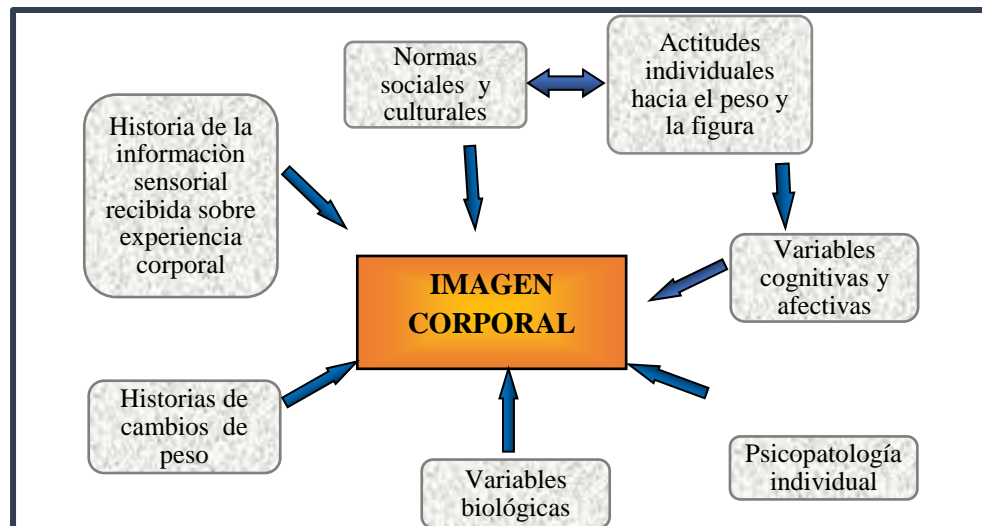 Normas
sociales y
culturales
Actitudes
individuales
hacia el peso y
la figura
Historia de la
informaciòn
sensorial
recibida sobre
experiencia
corporal
Variables
cognitivas y
afectivas
IMAGEN
CORPORAL
Historias de
cambios de
peso
Variables
biológicas
Psicopatología
individual